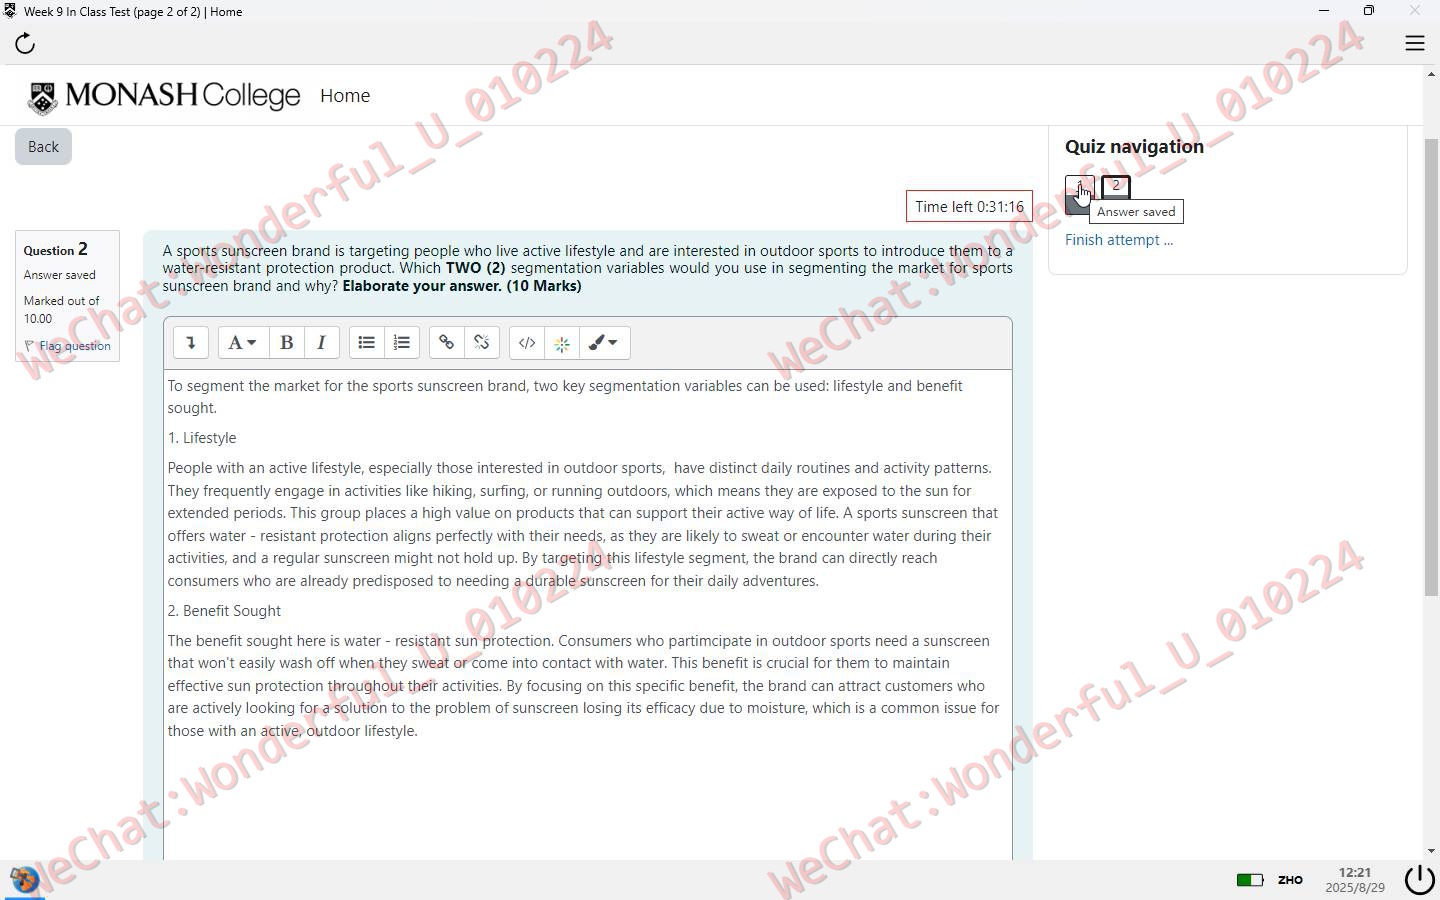 Week 9 In Class Test (page 2 of 2) | Home
MONASH College
Home
Back
Quiz navigation
1 2
Answer saved
Time left 0:31:16
Finish attempt ...
Question 2
Answer saved
Marked out of
10.00
Flag question
A sports sunscreen brand is targeting people who live active lifestyle and are interested in outdoor sports to introduce them to a
water-resistant protection product. Which TWO (2) segmentation variables would you use in segmenting the market for sports
sunscreen brand and why? Elaborate your answer. (10 Marks)
A B I </>
To segment the market for the sports sunscreen brand, two key segmentation variables can be used: lifestyle and benefit
sought.
1. Lifestyle
People with an active lifestyle, especially those interested in outdoor sports,  have distinct daily routines and activity patterns.
They frequently engage in activities like hiking, surfing, or running outdoors, which means they are exposed to the sun for
extended periods. This group places a high value on products that can support their active way of life. A sports sunscreen that
offers water - resistant protection aligns perfectly with their needs, as they are likely to sweat or encounter water during their
activities, and a regular sunscreen might not hold up. By targeting this lifestyle segment, the brand can directly reach
consumers who are already predisposed to needing a durable sunscreen for their daily adventures.
2. Benefit Sought
The benefit sought here is water - resistant sun protection. Consumers who partimcipate in outdoor sports need a sunscreen
that won't easily wash off when they sweat or come into contact with water. This benefit is crucial for them to maintain
effective sun protection throughout their activities. By focusing on this specific benefit, the brand can attract customers who
are actively looking for a solution to the problem of sunscreen losing its efficacy due to moisture, which is a common issue for
those with an active, outdoor lifestyle.
WeChat:Wonderful_U_010224
WeChat:Wonderful_U_010224
WeChat:Wonderful_U_010224
WeChat:Wonderful_U_010224
ZHO
12:21
2025/8/29